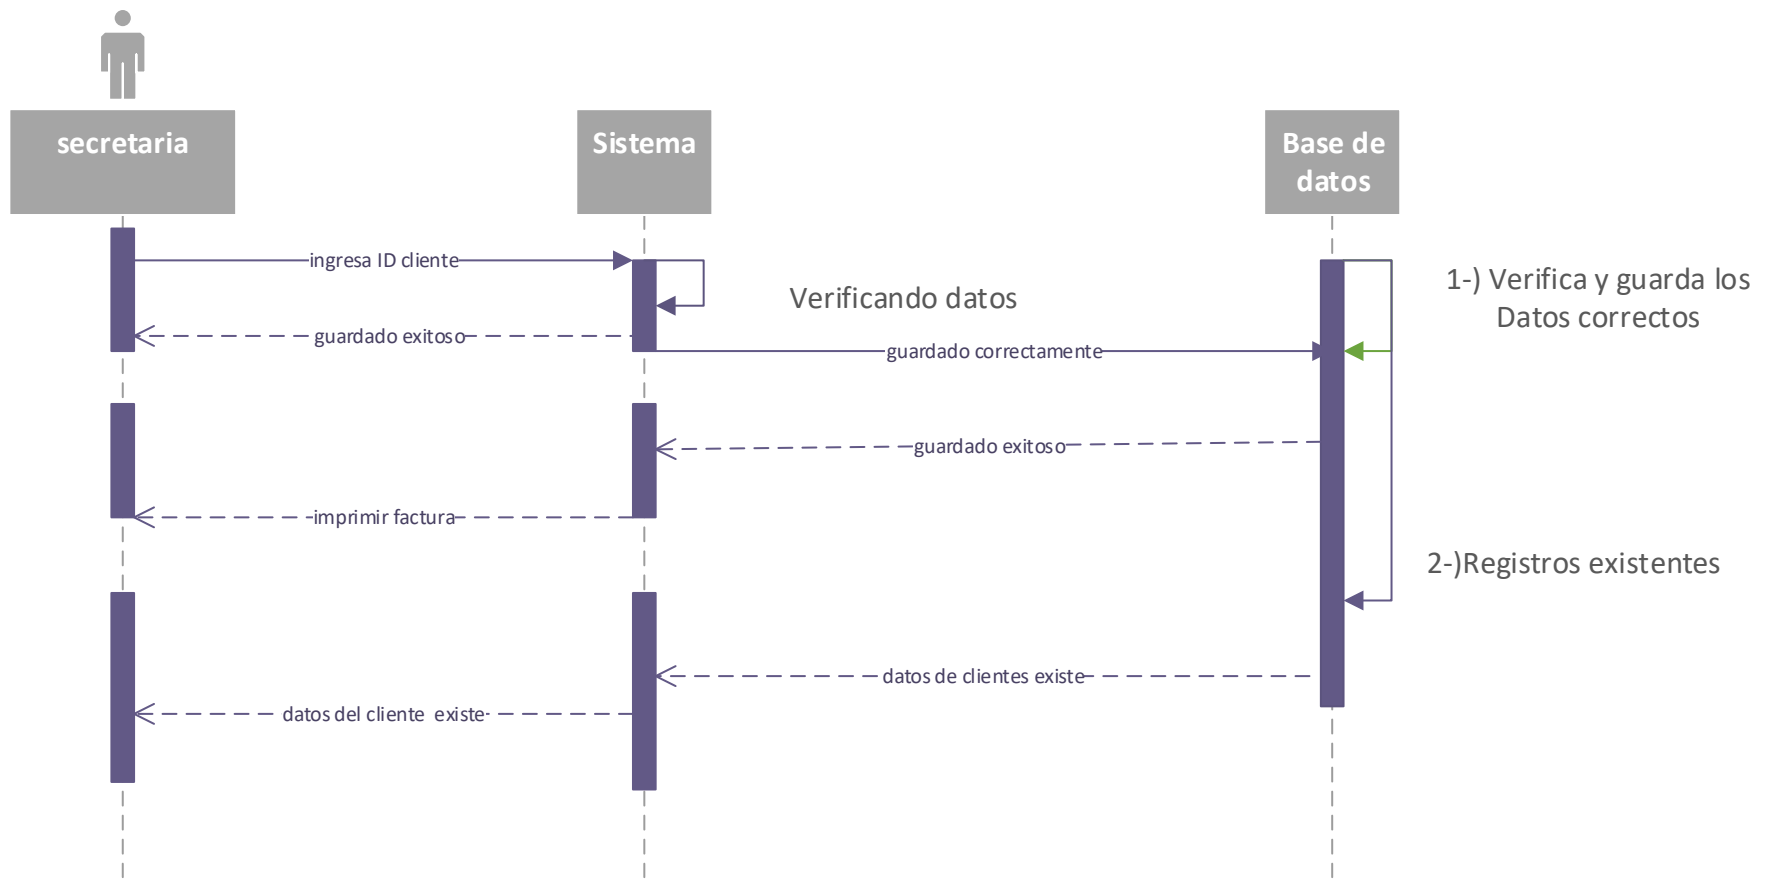 secretaria
Sistema
Base de
datos
ingresa ID cliente
Verificando datos
1-) Verifica y guarda los
Datos correctos
guardado exitoso
guardado correctamente
guardado exitoso
imprimir factura
2-)Registros existentes
datos de clientes existe
datos del cliente  existe